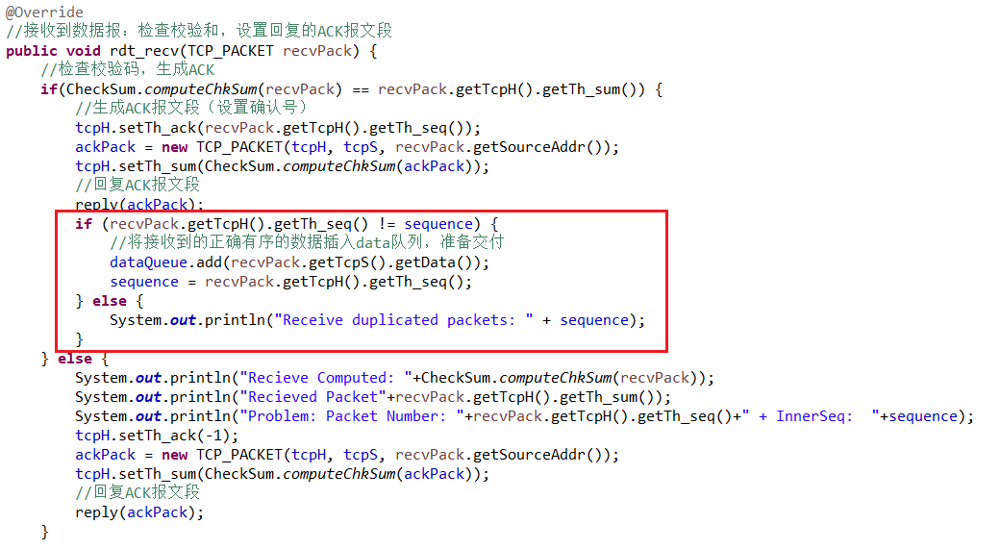 @Override
//接收到数据报：检查校验和，设置回复的ACK报文段
public void rdt_recv(TCP_PACKET recvPack) {
    //检查校验码，生成ACK
    if(CheckSum.computeChkSum(recvPack) == recvPack.getTcpH().getTh_sum()) {
        //生成ACK报文段（设置确认号）
        tcpH.setTh_ack(recvPack.getTcpH().getTh_seq());
        ackPack = new TCP_PACKET(tcpH, tcpS, recvPack.getSourceAddr());
        tcpH.setTh_sum(CheckSum.computeChkSum(ackPack));
        //回复ACK报文段
        reply(ackPack);
        if (recvPack.getTcpH().getTh_seq() != sequence) {
            //将接收到的正确有序的数据插入data队列，准备交付
            dataQueue.add(recvPack.getTcpS().getData());
            sequence = recvPack.getTcpH().getTh_seq();
        } else {
            System.out.println("Receive duplicated packets: " + sequence);
        }
    } else {
        System.out.println("Recieve Computed: "+CheckSum.computeChkSum(recvPack));
        System.out.println("Recieved Packet"+recvPack.getTcpH().getTh_sum());
        System.out.println("Problem: Packet Number: "+recvPack.getTcpH().getTh_seq()+" + InnerSeq:  "+sequence);
        tcpH.setTh_ack(-1);
        ackPack = new TCP_PACKET(tcpH, tcpS, recvPack.getSourceAddr());
        tcpH.setTh_sum(CheckSum.computeChkSum(ackPack));
        //回复ACK报文段
        reply(ackPack);
    }